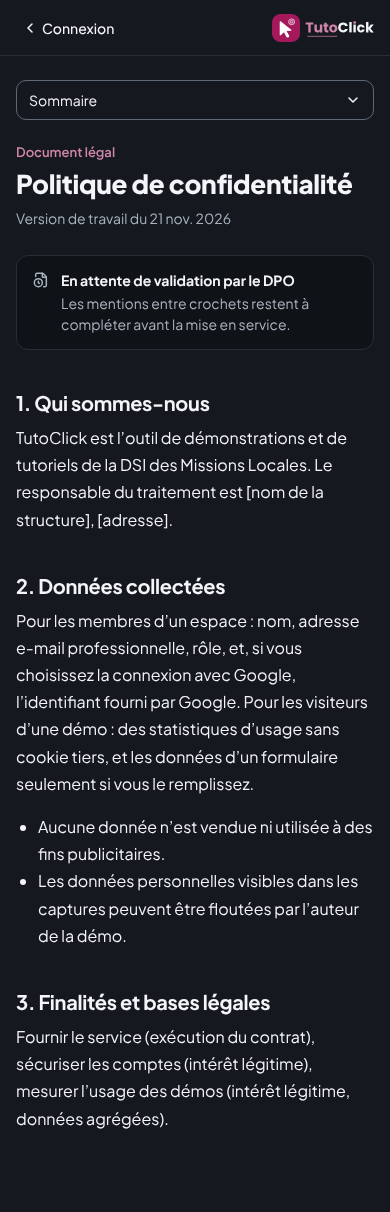 Connexion
TutoClick
Sommaire
Document légal
Politique de confidentialité
Version de travail du 21 nov. 2026
En attente de validation par le DPO
Les mentions entre crochets restent à
compléter avant la mise en service.
1. Qui sommes-nous
TutoClick est l’outil de démonstrations et de
tutoriels de la DSI des Missions Locales. Le
responsable du traitement est [nom de la
structure], [adresse].
2. Données collectées
Pour les membres d’un espace : nom, adresse
e-mail professionnelle, rôle, et, si vous
choisissez la connexion avec Google,
l’identifiant fourni par Google. Pour les visiteurs
d’une démo : des statistiques d’usage sans
cookie tiers, et les données d’un formulaire
seulement si vous le remplissez.
• Aucune donnée n’est vendue ni utilisée à des
fins publicitaires.
• Les données personnelles visibles dans les
captures peuvent être floutées par l’auteur
de la démo.
3. Finalités et bases légales
Fournir le service (exécution du contrat),
sécuriser les comptes (intérêt légitime),
mesurer l’usage des démos (intérêt légitime,
données agrégées).